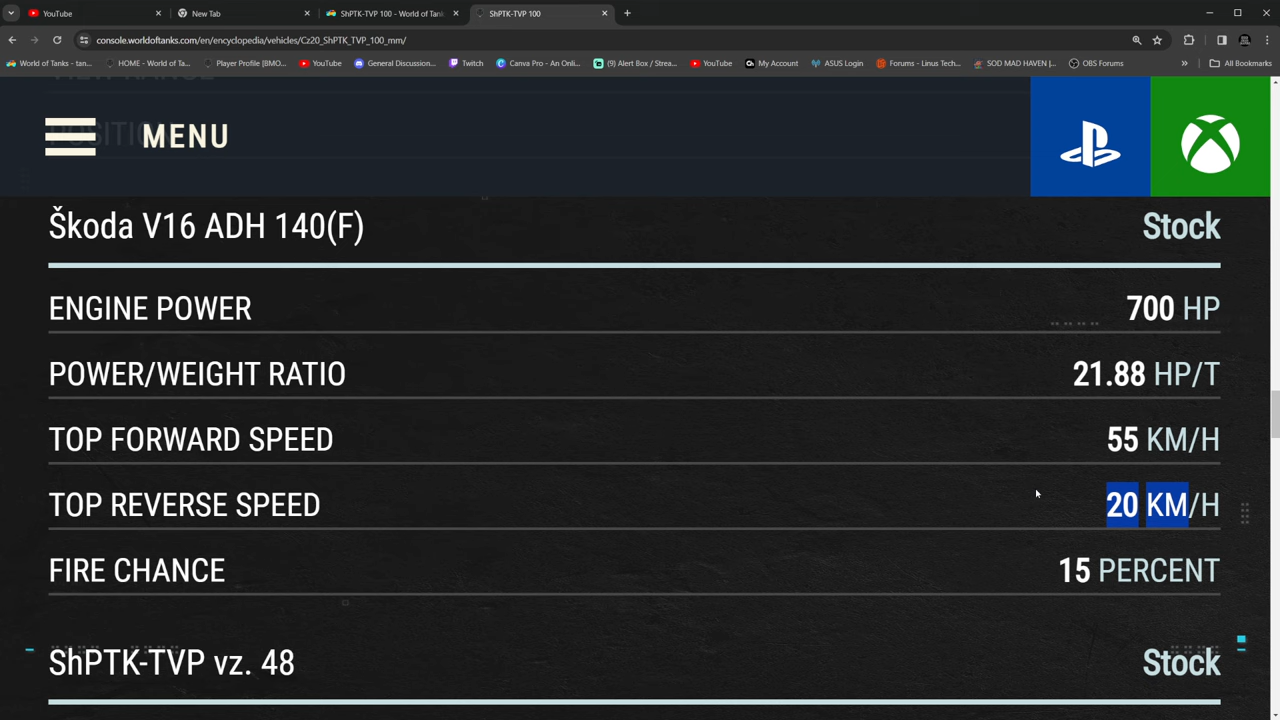 YouTube
New Tab
ShPTK-TVP 100 - World of Tank
ShPTK-TVP 100
console.worldoftanks.com/en/encyclopedia/vehicles/Cz20_ShPTK_TVP_100_mm/
World of Tanks - tan...
HOME - World of Ta...
Player Profile [BMO...
YouTube
General Discussion...
Twitch
Canva Pro - An Onli...
(9) Alert Box / Strea...
YouTube
My Account
ASUS Login
Forums - Linus Tech...
SOD MAD HAVEN |...
OBS Forums
All Bookmarks
MENU
Škoda V16 ADH 140(F) Stock
ENGINE POWER 700 HP
POWER/WEIGHT RATIO 21.88 HP/T
TOP FORWARD SPEED 55 KM/H
TOP REVERSE SPEED 20 KM/H
FIRE CHANCE 15 PERCENT
ShPTK-TVP vz. 48 Stock